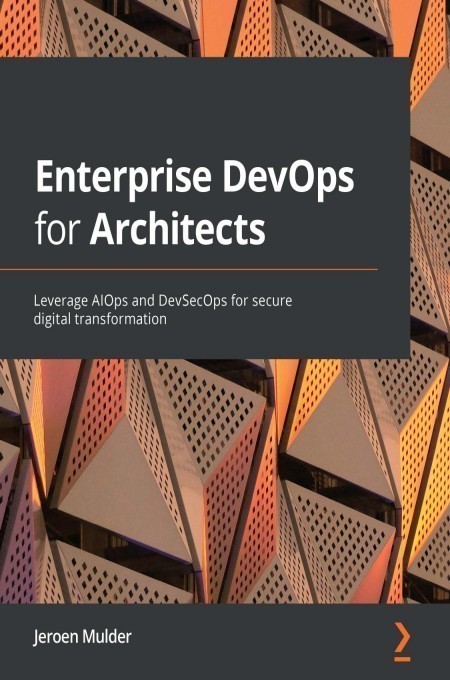 Enterprise DevOps
for Architects
Leverage AIOps and DevSecOps for secure
digital transformation
Jeroen Mulder